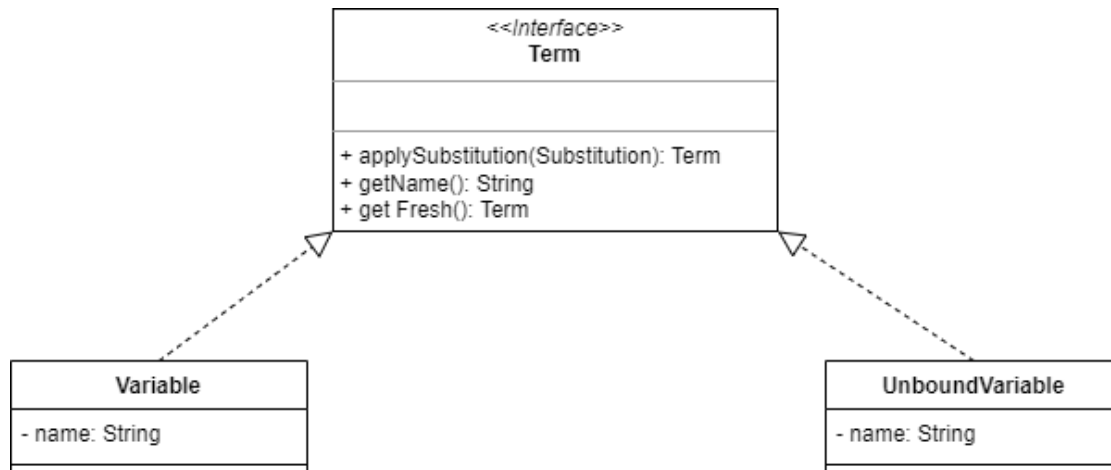 <<Interface>>
Term
+ applySubstitution(Substitution): Term
+ getName(): String
+ get Fresh(): Term
Variable
- name: String
UnboundVariable
- name: String